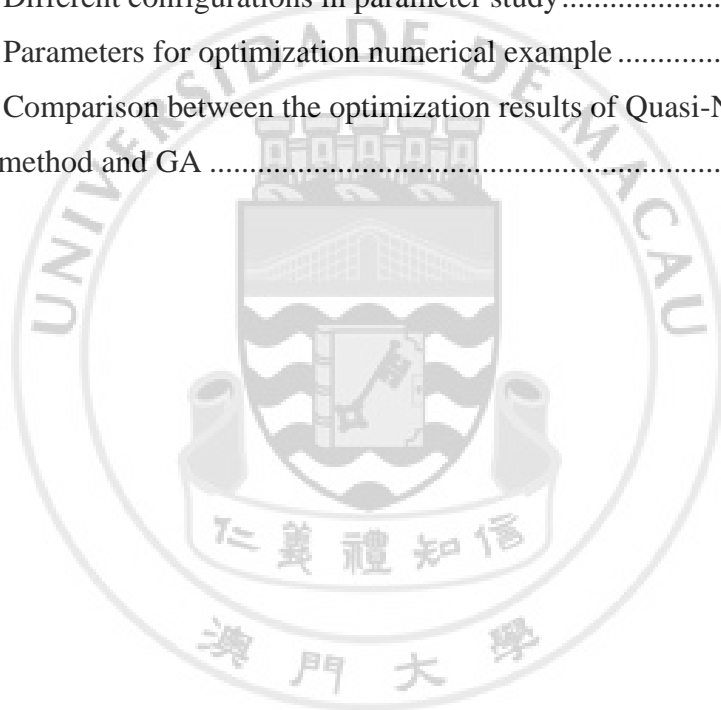 Different configurations in parameter study
Parameters for optimization numerical example
Comparison between the optimization results of Quasi-N
method and GA
UNIVERSIDADE DE MACAU
仁義禮知信
澳門大學